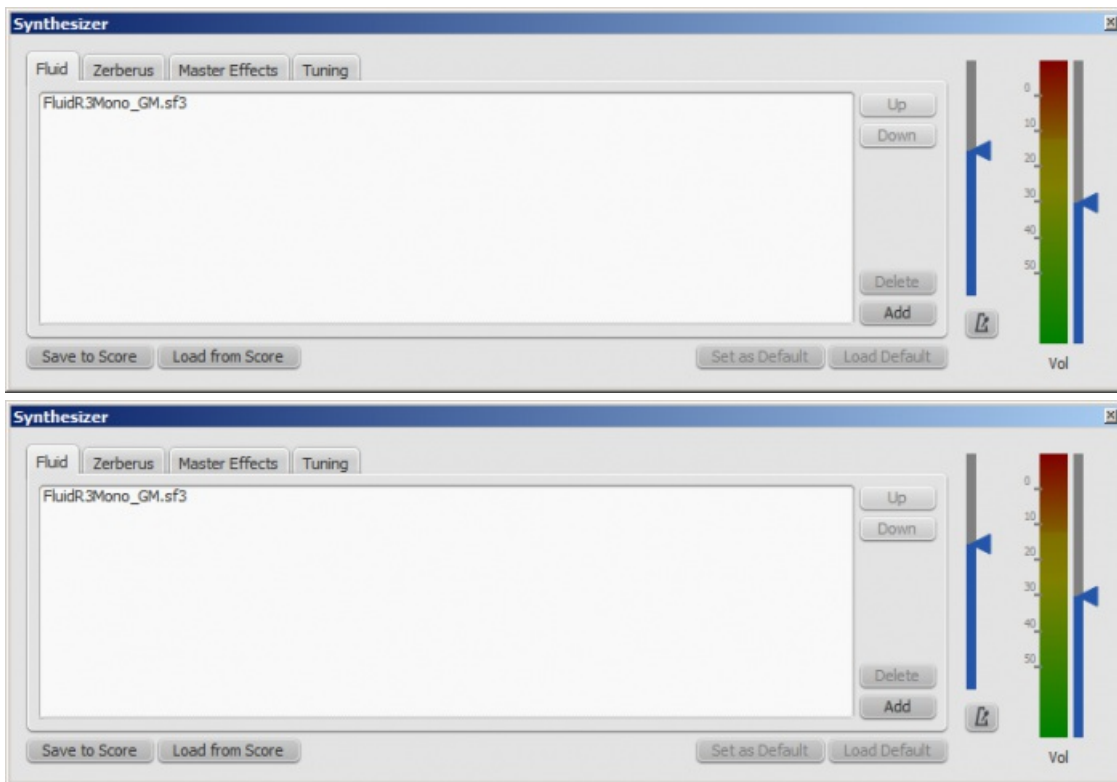 Synthesizer
Fluid Zerberus Master Effects Tuning
FluidR3Mono_GM.sf3
Up
Down
Delete
Add
0
10
20
30
40
50
Save to Score Load from Score Set as Default Load Default Vol
Synthesizer
Fluid Zerberus Master Effects Tuning
FluidR3Mono_GM.sf3
Up
Down
Delete
Add
0
10
20
30
40
50
Save to Score Load from Score Set as Default Load Default Vol